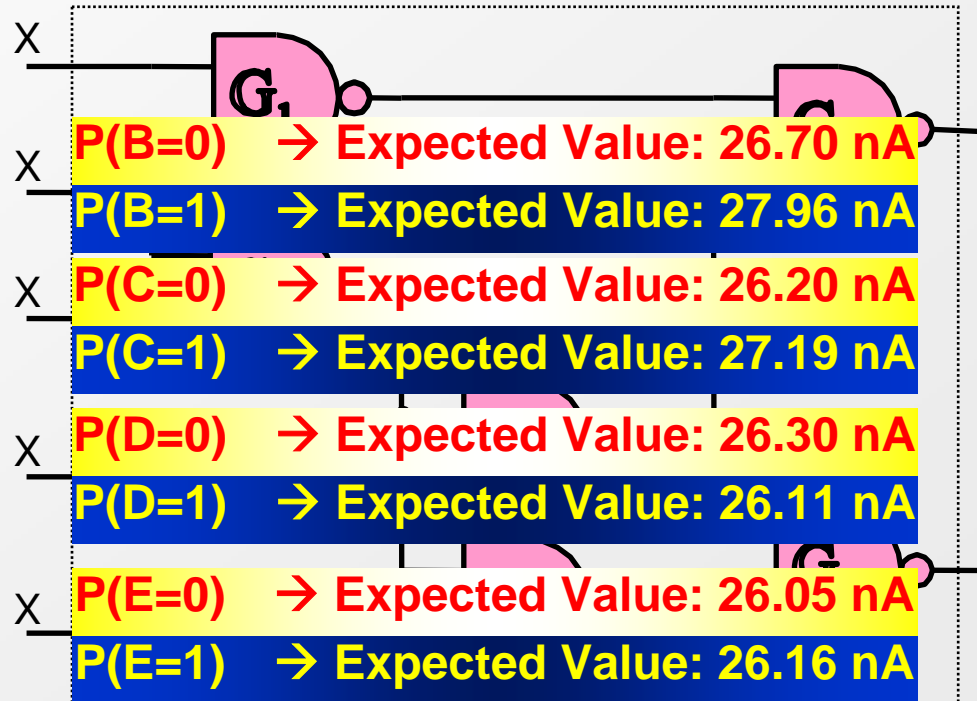 X
G1
X
P(B=0) → Expected Value: 26.70 nA
P(B=1) → Expected Value: 27.96 nA
X
P(C=0) → Expected Value: 26.20 nA
P(C=1) → Expected Value: 27.19 nA
X
P(D=0) → Expected Value: 26.30 nA
P(D=1) → Expected Value: 26.11 nA
X
P(E=0) → Expected Value: 26.05 nA
P(E=1) → Expected Value: 26.16 nA